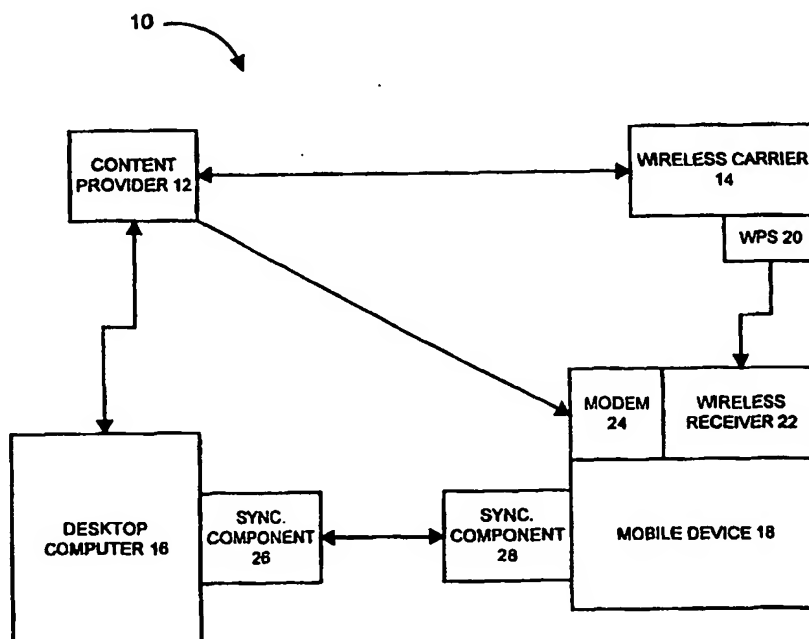 10
CONTENT
PROVIDER 12
WIRELESS CARRIER
14
WPS 20
MODEM
24
WIRELESS
RECEIVER 22
DESKTOP
COMPUTER 16
SYNC.
COMPONENT
26
SYNC.
COMPONENT
28
MOBILE DEVICE 18